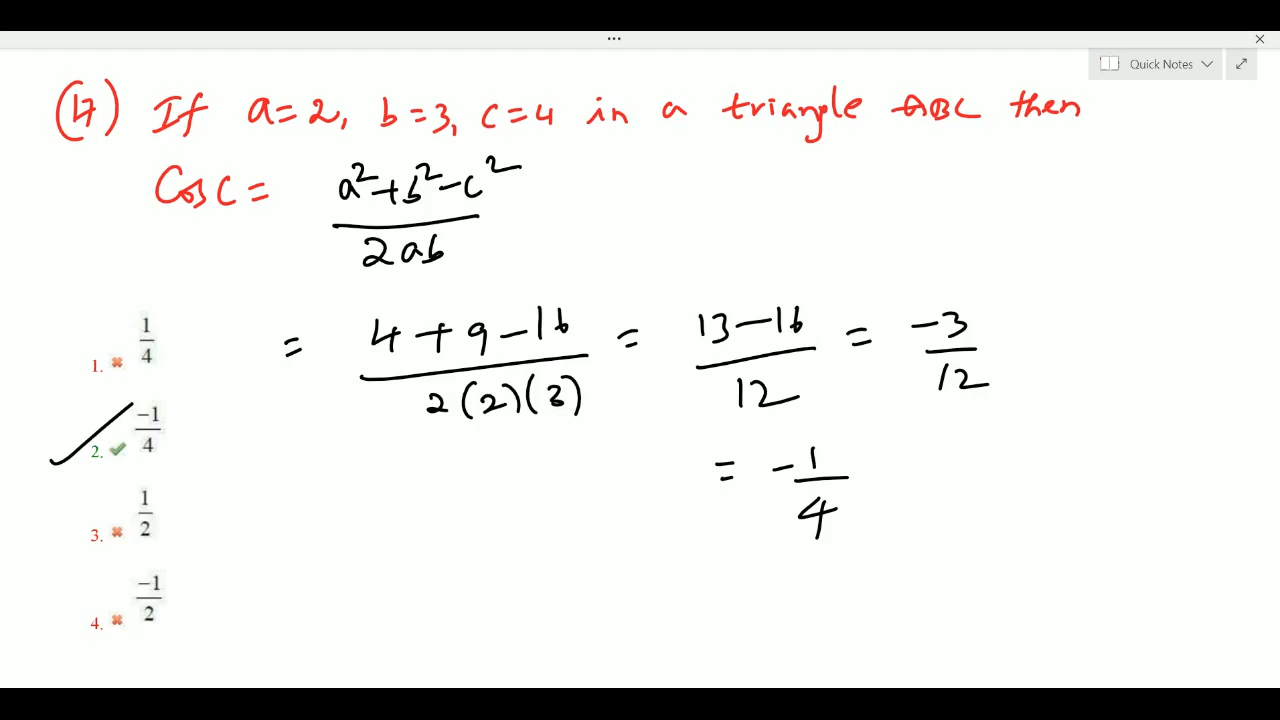 ...
Quick Notes
(17) If a=2, b=3, c=4 in a triangle ABC then
Cos C = a²+b²-c² / 2ab
= 4+9-16 / 2(2)(3) = 13-16 / 12 = -3 / 12
= -1/4
1. 1/4
2. -1/4
3. 1/2
4. -1/2